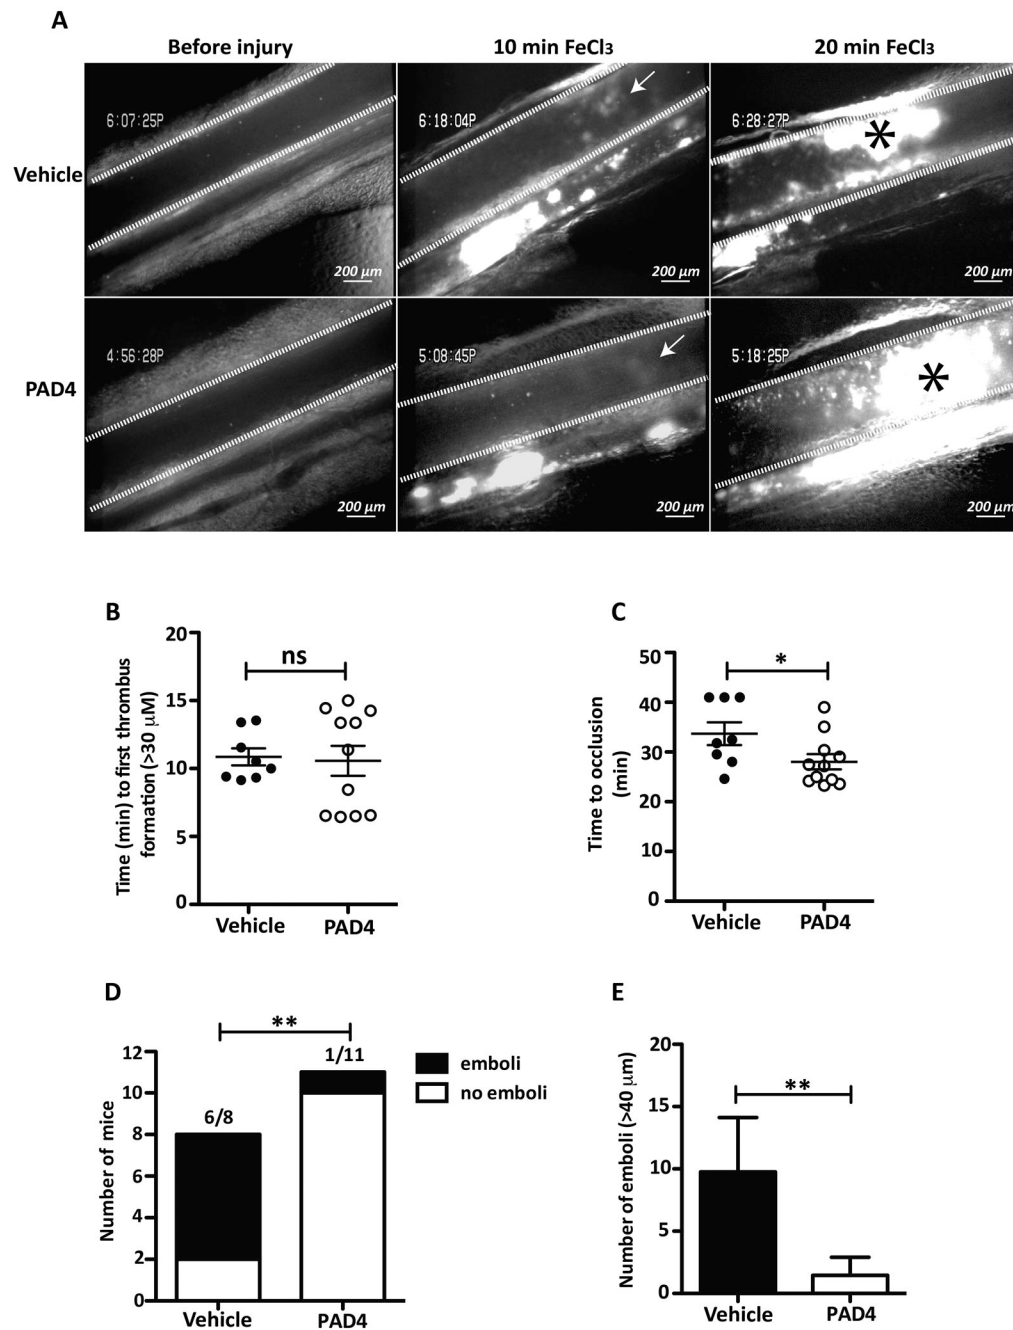 A
Before injury
10 min FeCl3
20 min FeCl3
Vehicle
6:07:25P
200 µm
6:18:04P
200 µm
6:28:27P
*
200 µm
PAD4
4:56:28P
200 µm
5:08:45P
200 µm
5:18:25P
*
200 µm
B
Time (min) to first thrombus
formation (>30 µM)
20
15
10
5
0
ns
Vehicle
PAD4
C
Time to occlusion
(min)
50
40
30
20
10
0
*
Vehicle
PAD4
D
Number of mice
12
10
8
6
4
2
0
**
6/8
1/11
Vehicle
PAD4
emboli
no emboli
E
Number of emboli (>40 µm)
20
15
10
5
0
**
Vehicle
PAD4